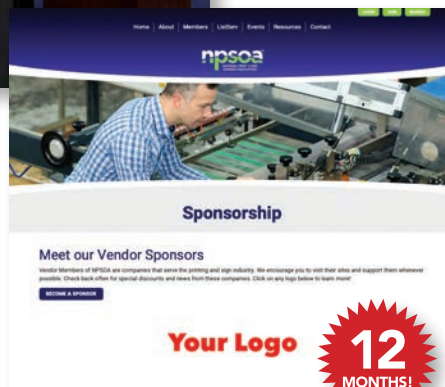 Home About Members ListServ Events Resources Contact
npsoa
Sponsorship
Meet our Vendor Sponsors
Vendor Members of NPSOA are companies that serve the printing and sign industry. We encourage you to visit their sites and support them whenever
possible. Check back often for special discounts and news from these companies. Click on any logo below to learn more!
BECOME A SPONSOR
Your Logo
12
MONTHS!